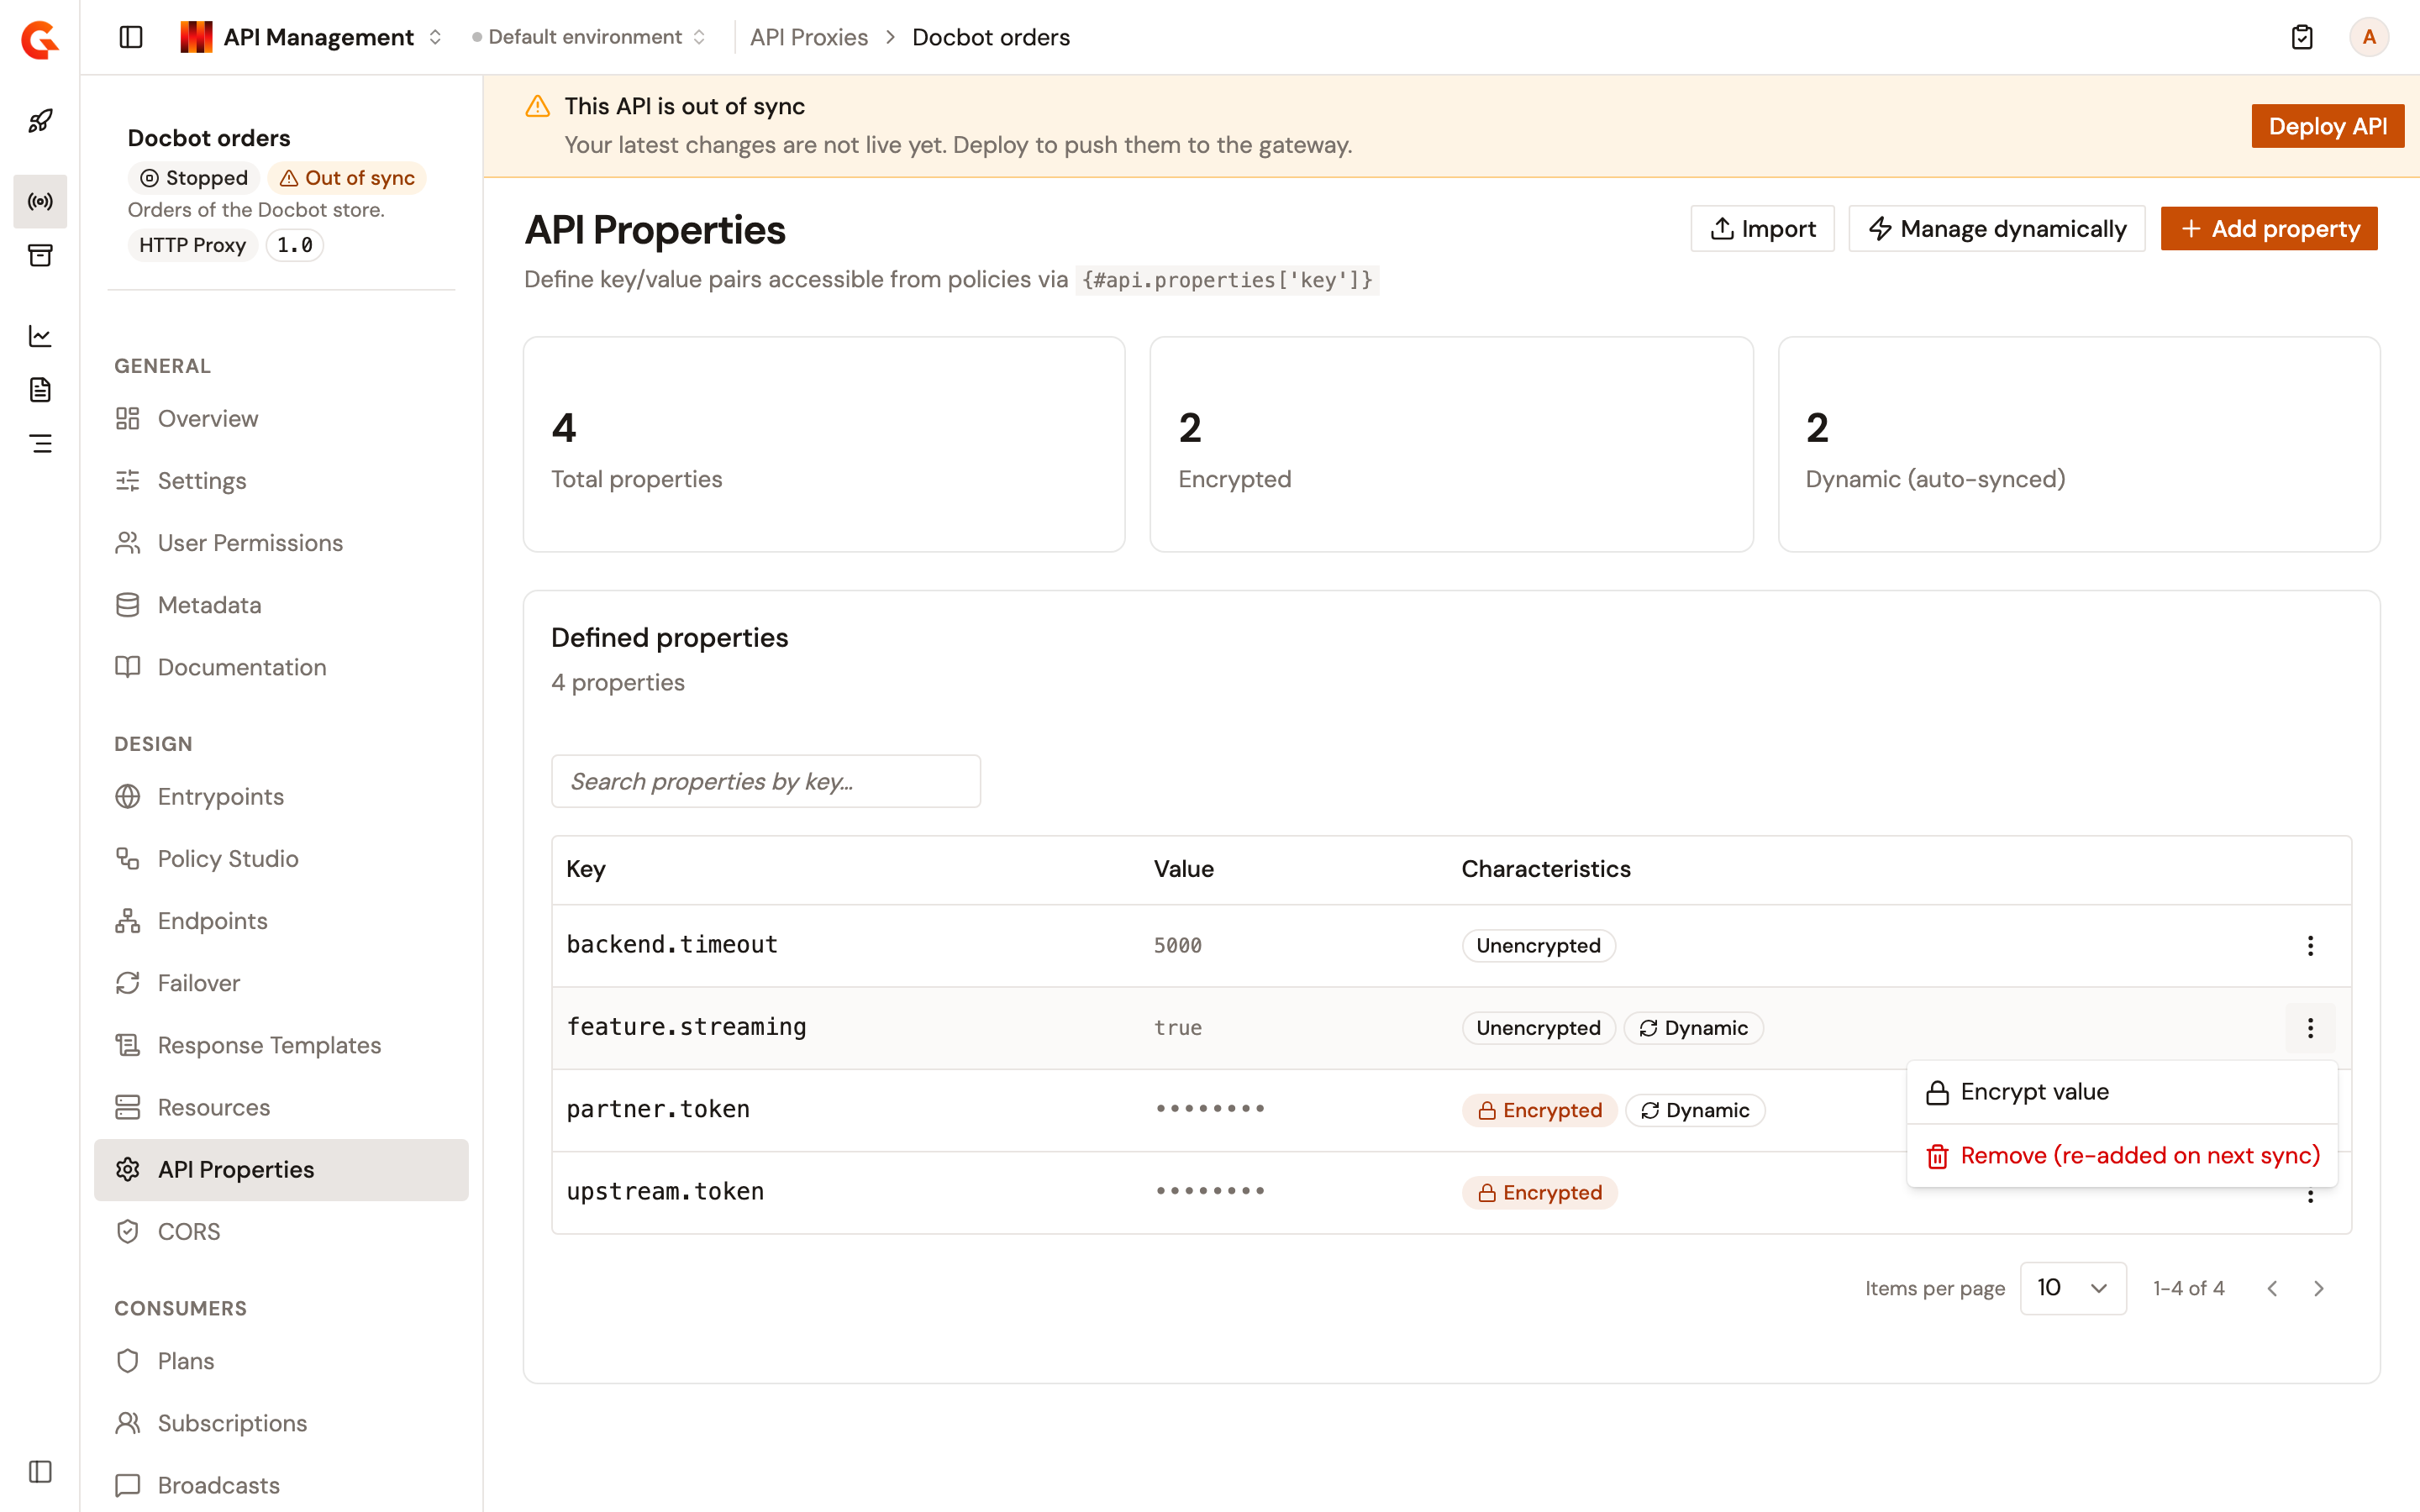 API Management
Default environment
API Proxies > Docbot orders
A
This API is out of sync
Your latest changes are not live yet. Deploy to push them to the gateway.
Deploy API
Docbot orders
Stopped
Out of sync
Orders of the Docbot store.
HTTP Proxy
1.0
GENERAL
Overview
Settings
User Permissions
Metadata
Documentation
DESIGN
Entrypoints
Policy Studio
Endpoints
Failover
Response Templates
Resources
API Properties
CORS
CONSUMERS
Plans
Subscriptions
Broadcasts
API Properties
Import
Manage dynamically
+ Add property
Define key/value pairs accessible from policies via {#api.properties['key']}
4
Total properties
2
Encrypted
2
Dynamic (auto-synced)
Defined properties
4 properties
Search properties by key...
Key Value Characteristics
backend.timeout 5000 Unencrypted
feature.streaming true Unencrypted Dynamic
partner.token •••••••• Encrypted Dynamic
upstream.token •••••••• Encrypted
Encrypt value
Remove (re-added on next sync)
Items per page 10 1-4 of 4